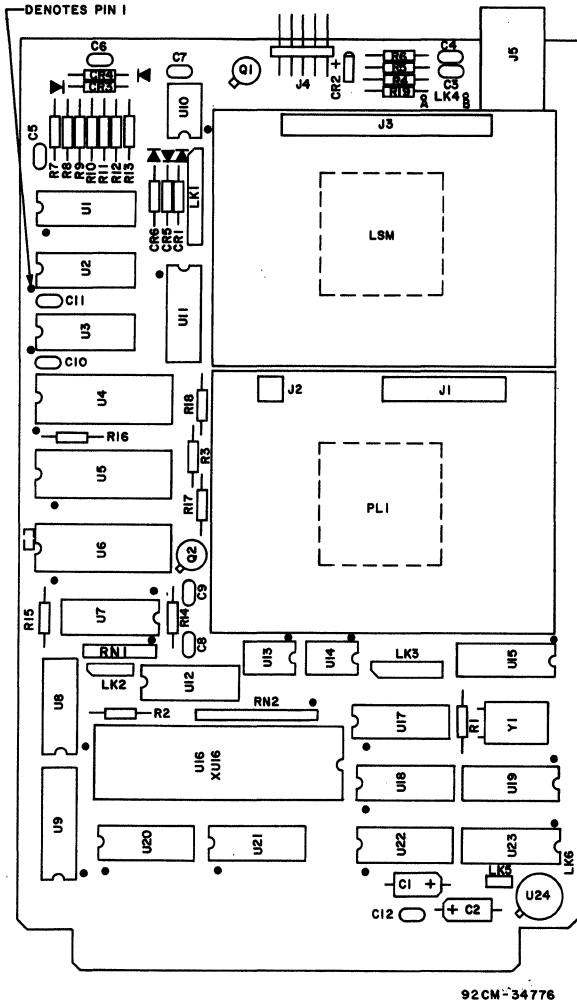 DENOTES PIN 1
C6
C7
Q1
J4
CR2 +
R6
R5
R4
R19
C4
C3
LK4
A
B
J5
CR4
CR3
U10
C5
R7
R8
R9
R10
R11
R12
R13
J3
U1
CR6
CR5
CR1
LK1
LSM
U2
C11
U11
U3
C10
U4
R18
J2
J1
R16
R3
U5
R17
PL1
U6
Q2
C9
R15
U7
R14
C8
RN1
U13
U14
LK3
U15
LK2
U12
U8
R2
RN2
U17
R1
Y1
U16
XU16
U18
U19
U9
U20
U21
U22
U23
LK6
LK5
C1 +
U24
C12
+ C2
92CM-34776